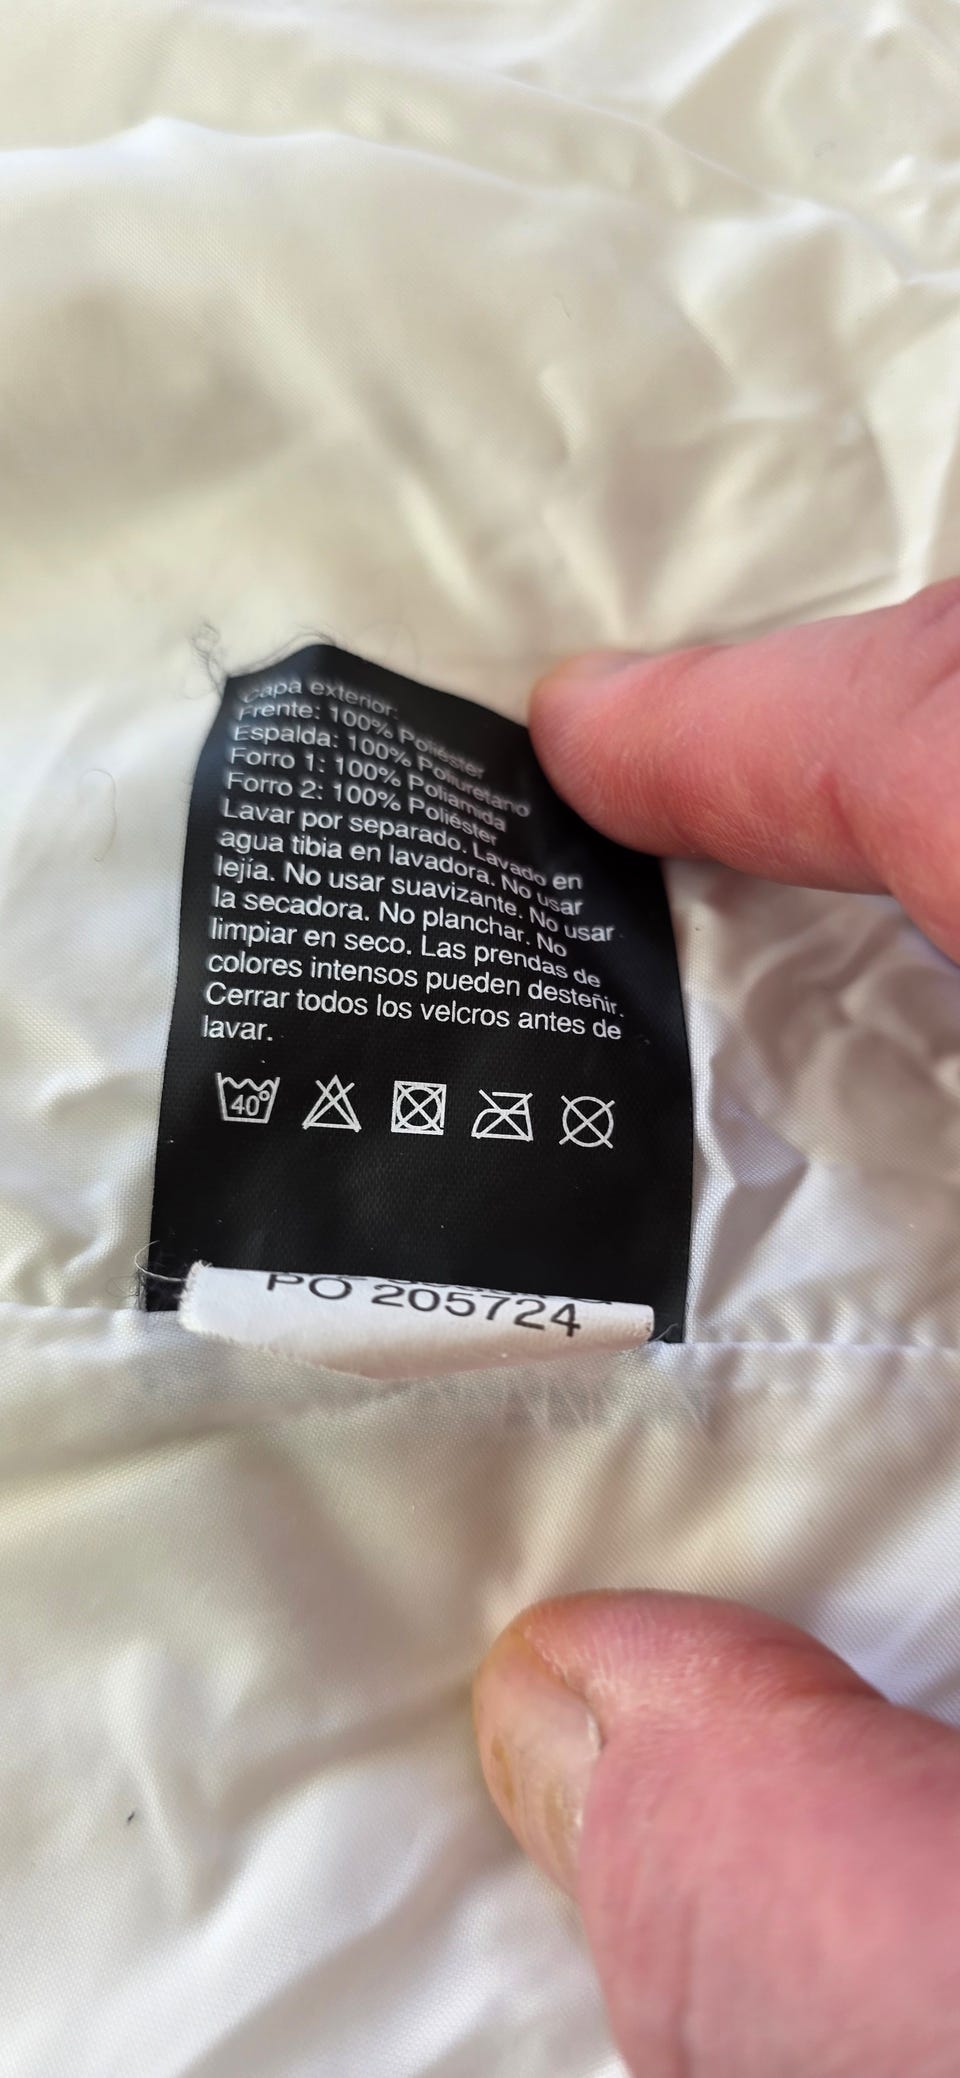 Capa exterior:
Frente: 100% Poliéster
Espalda: 100% Poliuretano
Forro 1: 100% Poliamida
Forro 2: 100% Poliéster
Lavar por separado. Lavado en
agua tibia en lavadora. No usar
lejía. No usar suavizante. No usar
la secadora. No planchar. No
limpiar en seco. Las prendas de
colores intensos pueden desteñir.
Cerrar todos los velcros antes de
lavar.
40°
PO 205724